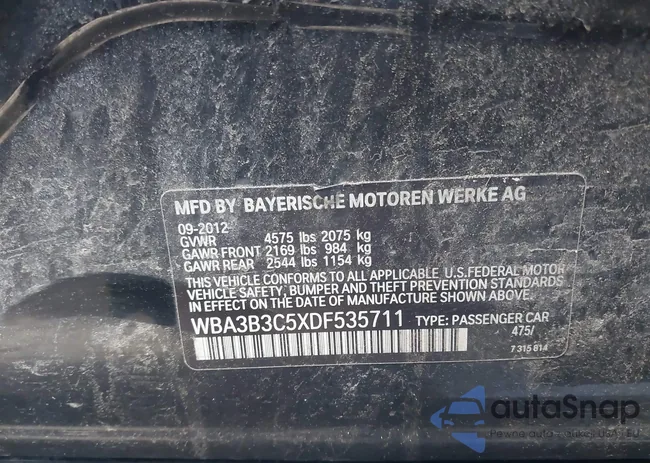 MFD BY BAYERISCHE MOTOREN WERKE AG
09-2012
GVWR 4575 lbs 2075 kg
GAWR FRONT 2169 lbs 984 kg
GAWR REAR 2544 lbs 1154 kg
THIS VEHICLE CONFORMS TO ALL APPLICABLE U.S.FEDERAL MOTOR
VEHICLE SAFETY, BUMPER AND THEFT PREVENTION STANDARDS
IN EFFECT ON THE DATE OF MANUFACTURE SHOWN ABOVE.
WBA3B3C5XDF535711 TYPE: PASSENGER CAR
475/
7 315 814
autoSnap
Pewne auto